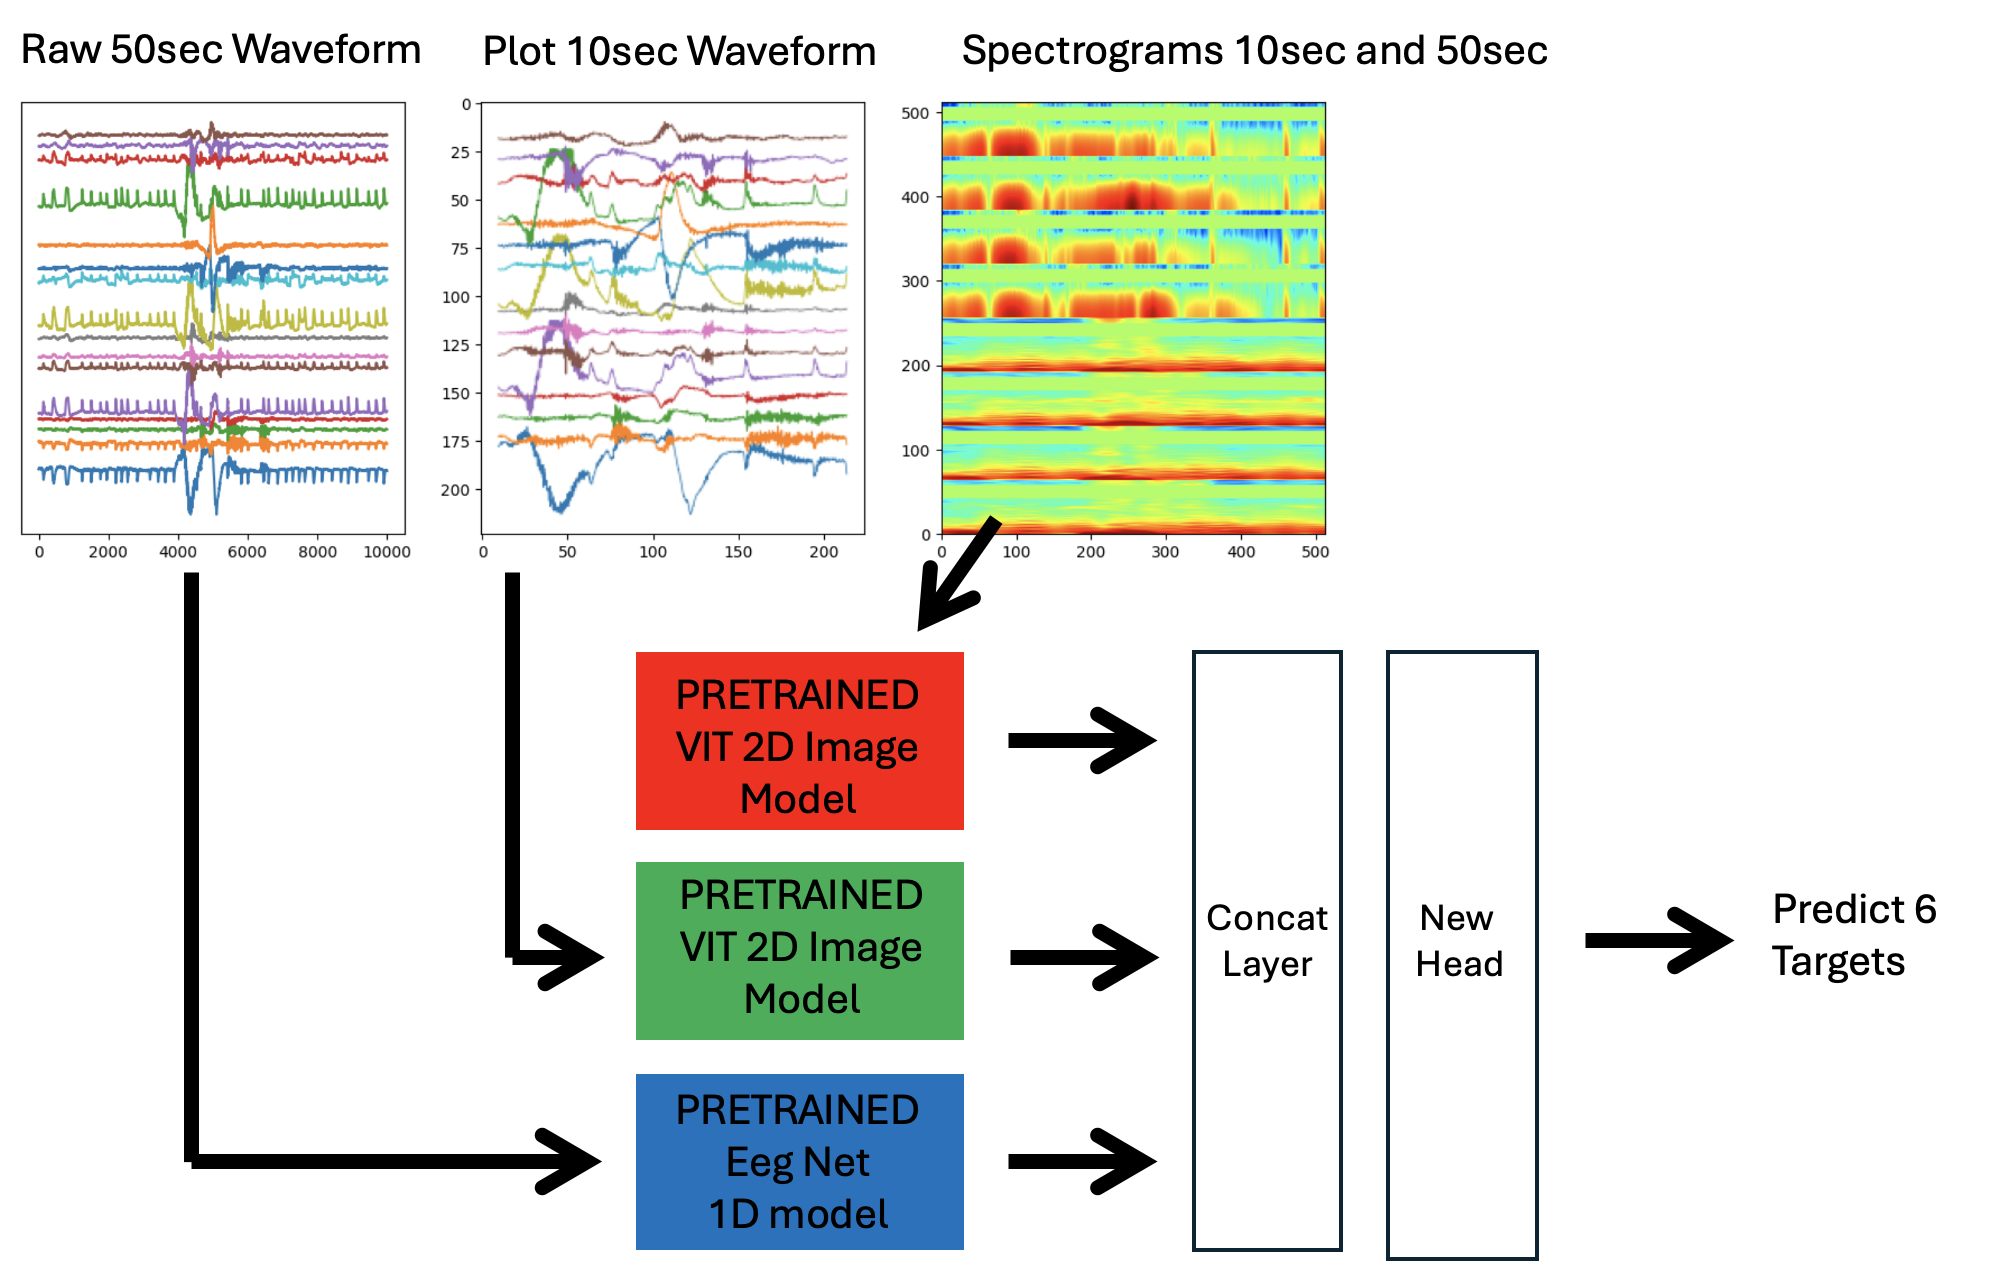 Raw 50sec Waveform
Plot 10sec Waveform
Spectrograms 10sec and 50sec
0 2000 4000 6000 8000 10000
0
25
50
75
100
125
150
175
200
0 50 100 150 200
500
400
300
200
100
0
0 100 200 300 400 500
PRETRAINED
VIT 2D Image
Model
PRETRAINED
VIT 2D Image
Model
PRETRAINED
Eeg Net
1D model
Concat
Layer
New
Head
Predict 6
Targets